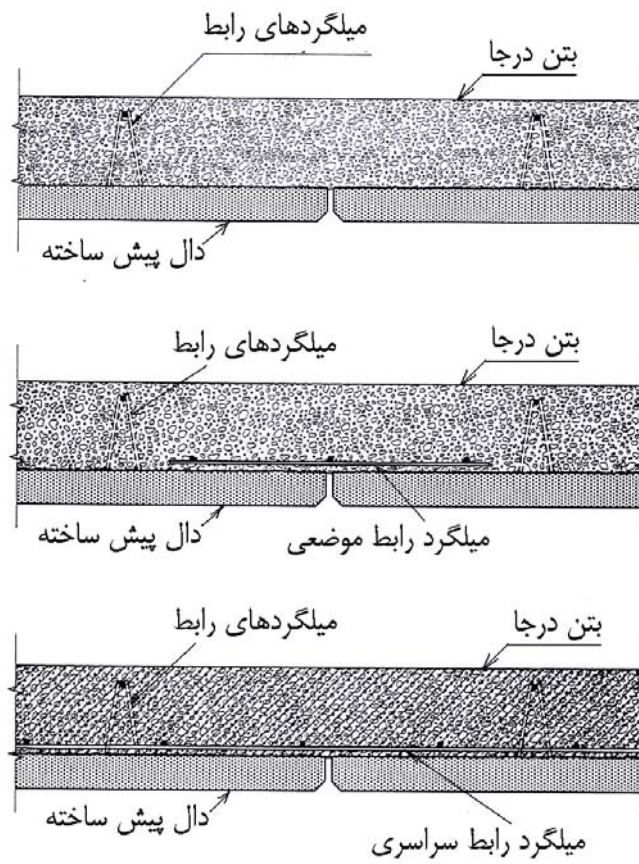 میلگردهای رابط
بتن درجا
دال پیش ساخته
میلگردهای رابط
بتن درجا
دال پیش ساخته
میلگرد رابط موضعی
میلگردهای رابط
بتن درجا
دال پیش ساخته
میلگرد رابط سراسری